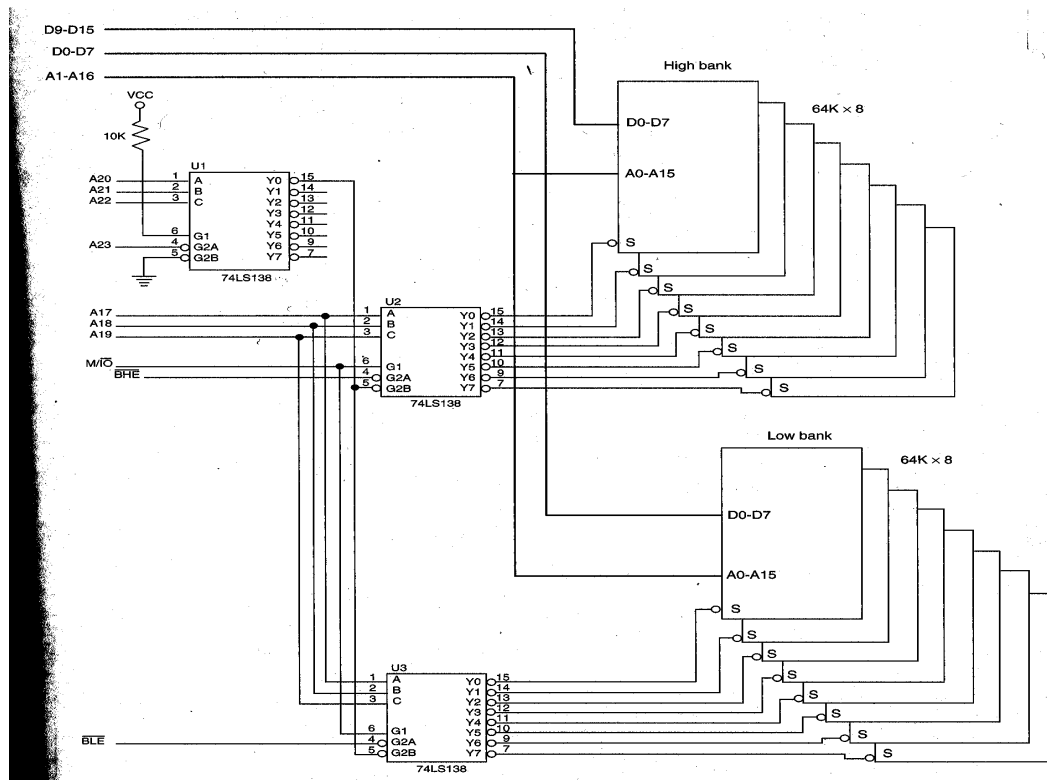 D9-D15
D0-D7
A1-A16
High bank
VCC
64K × 8
D0-D7
10K
U1
A20 1 A Y0 15
A21 2 B Y1 14
A22 3 C Y2 13
Y3 12
Y4 11
6 G1 Y5 10
A23 4 G2A Y6 9
5 G2B Y7 7
74LS138
A0-A15
S
S
S
S
S
S
S
S
U2
A17 1 A Y0 15
A18 2 B Y1 14
A19 3 C Y2 13
Y3 12
Y4 11
M/I̅O̅ 6 G1 Y5 10
B̅H̅E̅ 4 G2A Y6 9
5 G2B Y7 7
74LS138
Low bank
64K × 8
D0-D7
A0-A15
S
S
S
S
S
S
S
S
U3
1 A Y0 15
2 B Y1 14
3 C Y2 13
Y3 12
Y4 11
6 G1 Y5 10
B̅L̅E̅ 4 G2A Y6 9
5 G2B Y7 7
74LS138